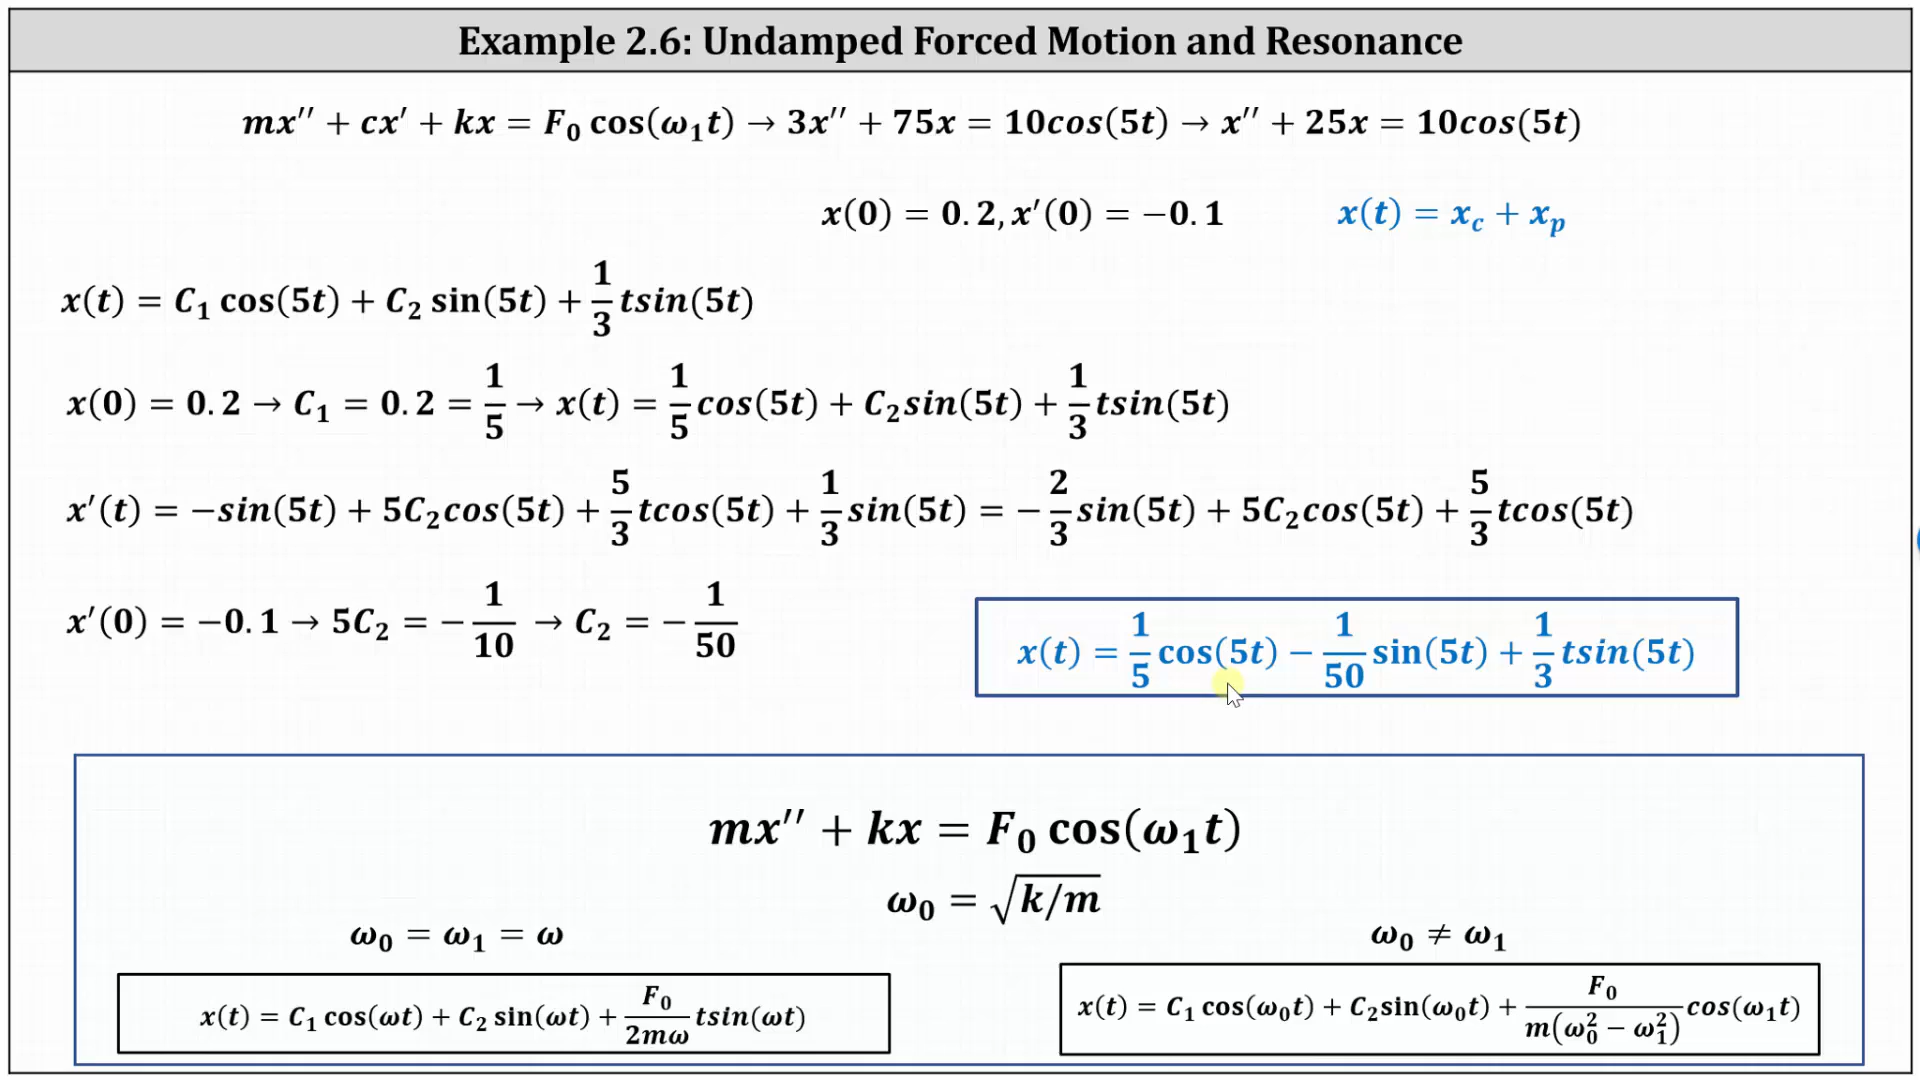 Example 2.6: Undamped Forced Motion and Resonance
mx′′ + cx′ + kx = F₀ cos(ω₁t) → 3x′′ + 75x = 10cos(5t) → x′′ + 25x = 10cos(5t)
x(0) = 0.2, x′(0) = −0.1 x(t) = x_c + x_p
x(t) = C₁ cos(5t) + C₂ sin(5t) + 1/3 tsin(5t)
x(0) = 0.2 → C₁ = 0.2 = 1/5 → x(t) = 1/5 cos(5t) + C₂sin(5t) + 1/3 tsin(5t)
x′(t) = −sin(5t) + 5C₂cos(5t) + 5/3 tcos(5t) + 1/3 sin(5t) = −2/3 sin(5t) + 5C₂cos(5t) + 5/3 tcos(5t)
x′(0) = −0.1 → 5C₂ = −1/10 → C₂ = −1/50
x(t) = 1/5 cos(5t) − 1/50 sin(5t) + 1/3 tsin(5t)
mx′′ + kx = F₀ cos(ω₁t)
ω₀ = √(k/m)
ω₀ = ω₁ = ω
ω₀ ≠ ω₁
x(t) = C₁ cos(ωt) + C₂ sin(ωt) + F₀/(2mω) tsin(ωt)
x(t) = C₁ cos(ω₀t) + C₂sin(ω₀t) + F₀/(m(ω₀² − ω₁²)) cos(ω₁t)